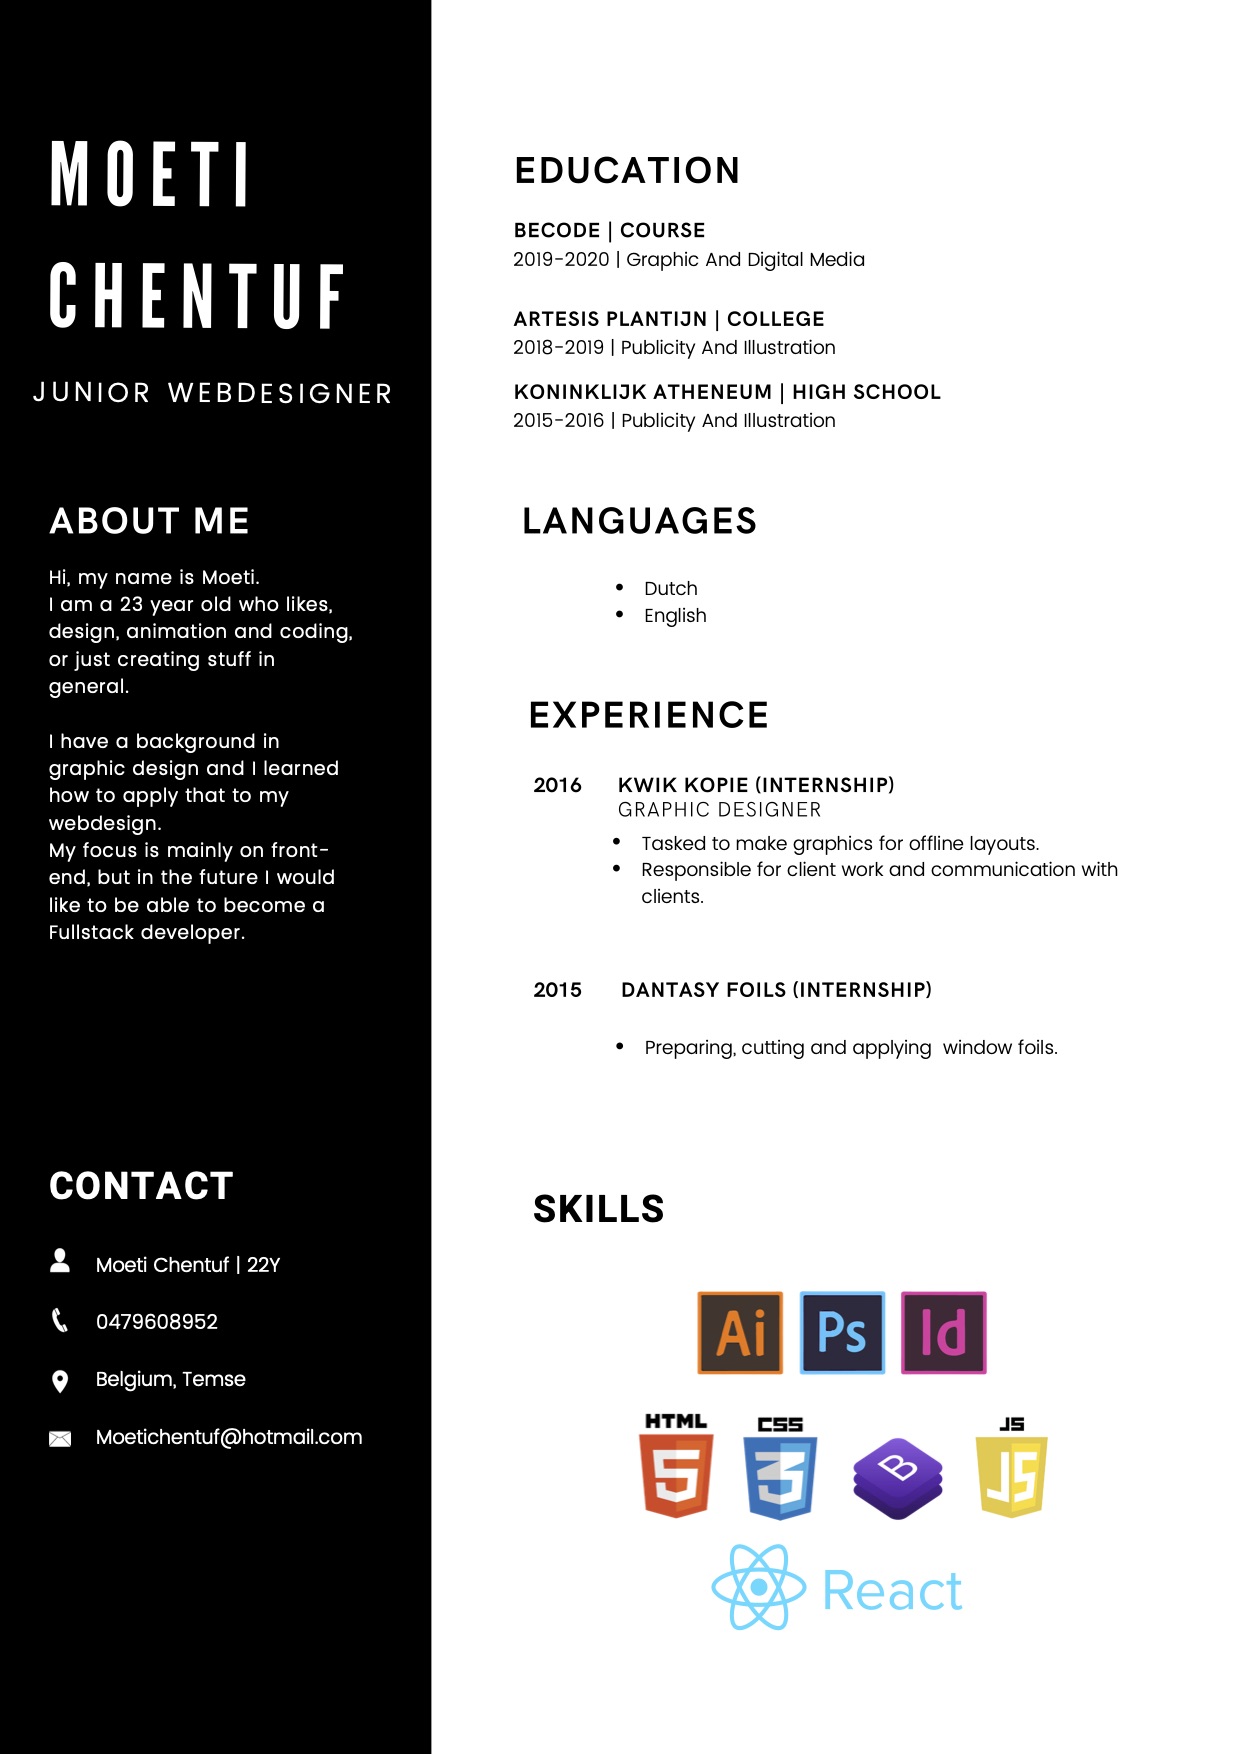 MOETI
CHENTUF
JUNIOR WEBDESIGNER
ABOUT ME
Hi, my name is Moeti.
I am a 23 year old who likes,
design, animation and coding,
or just creating stuff in
general.
I have a background in
graphic design and I learned
how to apply that to my
webdesign.
My focus is mainly on front-
end, but in the future I would
like to be able to become a
Fullstack developer.
CONTACT
Moeti Chentuf | 22Y
0479608952
Belgium, Temse
Moetichentuf@hotmail.com
EDUCATION
BECODE | COURSE
2019-2020 | Graphic And Digital Media
ARTESIS PLANTIJN | COLLEGE
2018-2019 | Publicity And Illustration
KONINKLIJK ATHENEUM | HIGH SCHOOL
2015-2016 | Publicity And Illustration
LANGUAGES
• Dutch
• English
EXPERIENCE
2016 KWIK KOPIE (INTERNSHIP)
GRAPHIC DESIGNER
• Tasked to make graphics for offline layouts.
• Responsible for client work and communication with
clients.
2015 DANTASY FOILS (INTERNSHIP)
• Preparing, cutting and applying  window foils.
SKILLS
Ai Ps Id
HTML CSS JS
5 3 B JS
React